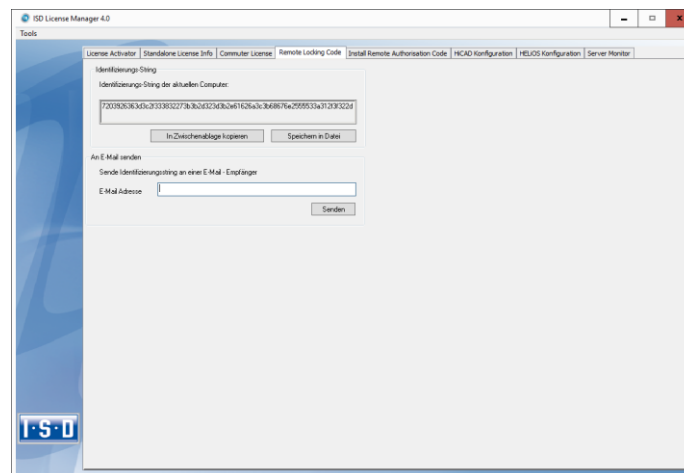 ISD License Manager 4.0
Tools
License Activator
Standalone License Info
Commuter License
Remote Locking Code
Install Remote Authorisation Code
HiCAD Konfiguration
HELiOS Konfiguration
Server Monitor
Identifizierungs-String
Identifizierungs-String der aktuellen Computer:
In Zwischenablage kopieren
Speichern in Datei
An E-Mail senden
Sende Identifizierungsstring an einer E-Mail - Empfänger
E-Mail Adresse
Senden
I·S·D